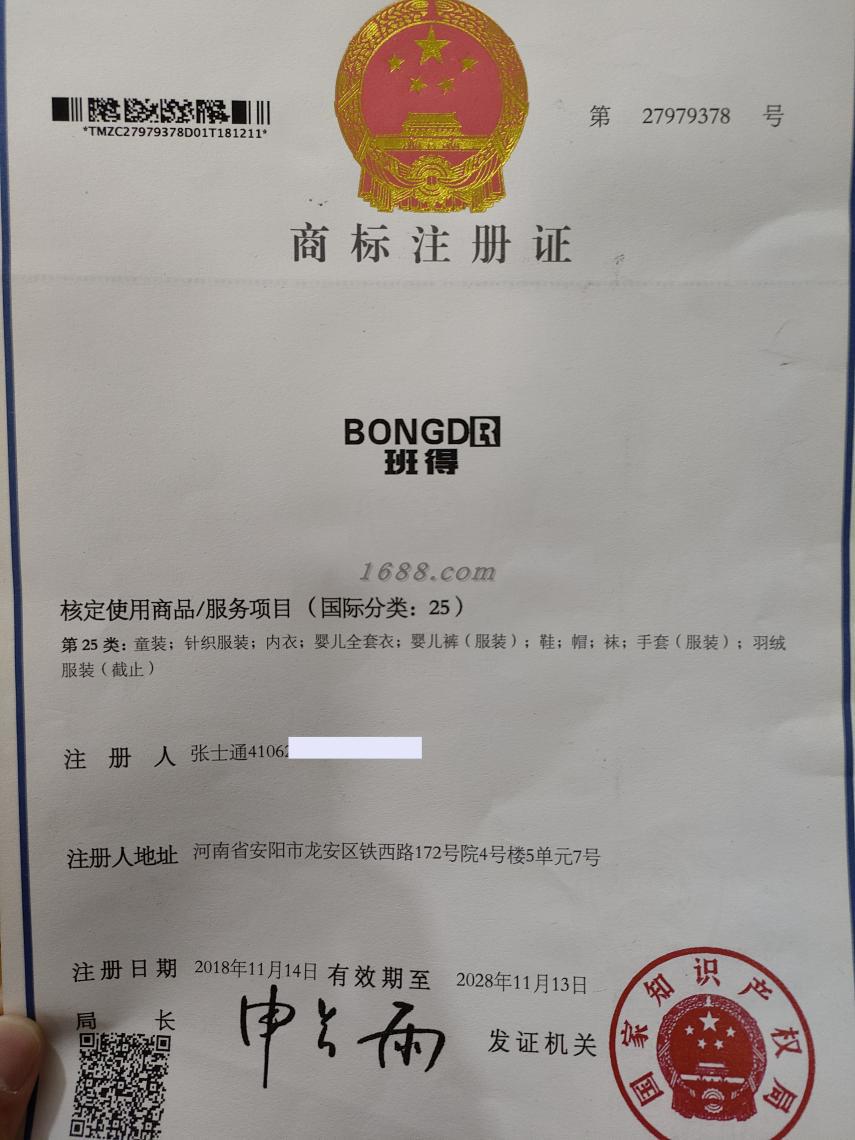 *TMZC27979378D01T181211*
第 27979378 号
商标注册证
BONGDR
班得
1688.com
核定使用商品/服务项目（国际分类：25）
第 25 类：童装；针织服装；内衣；婴儿全套衣；婴儿裤（服装）；鞋；帽；袜；手套（服装）；羽绒
服装（截止）
注 册 人 张士通41062
注册人地址 河南省安阳市龙安区铁西路172号院4号楼5单元7号
注册日期 2018年11月14日 有效期至 2028年11月13日
局 长 申长雨 发证机关
国家知识产权局